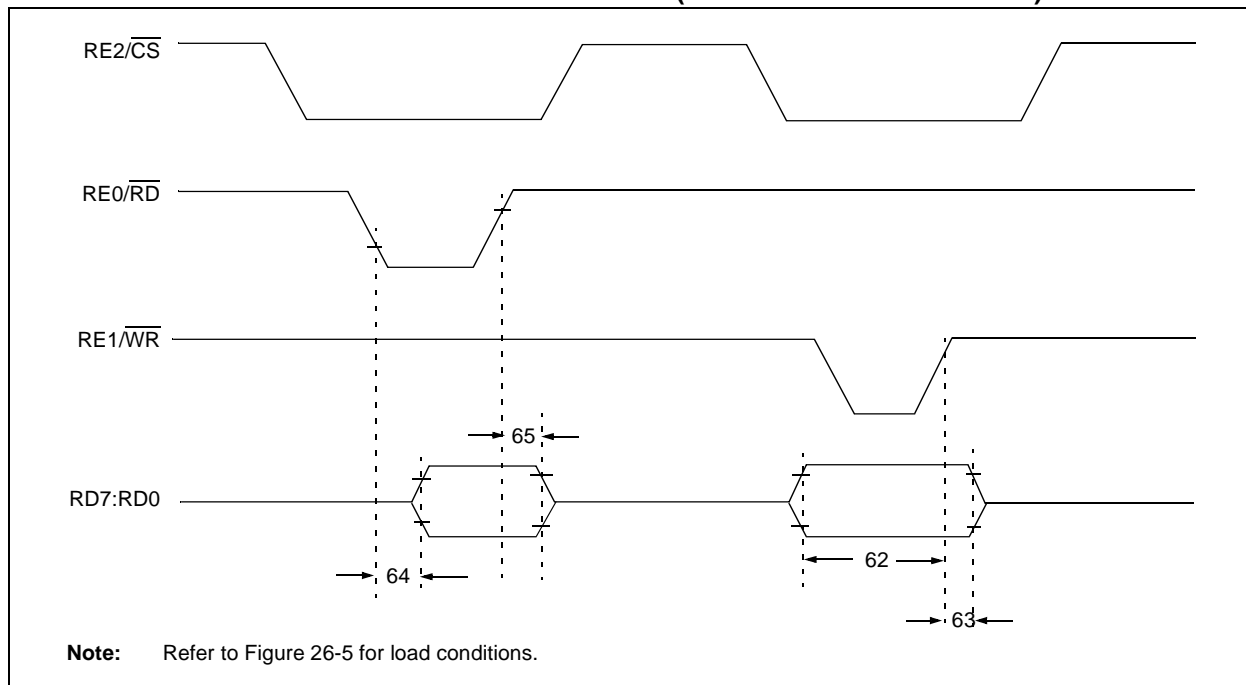 RE2/CS
RE0/RD
RE1/WR
65
RD7:RD0
64
62
63
Note: Refer to Figure 26-5 for load conditions.